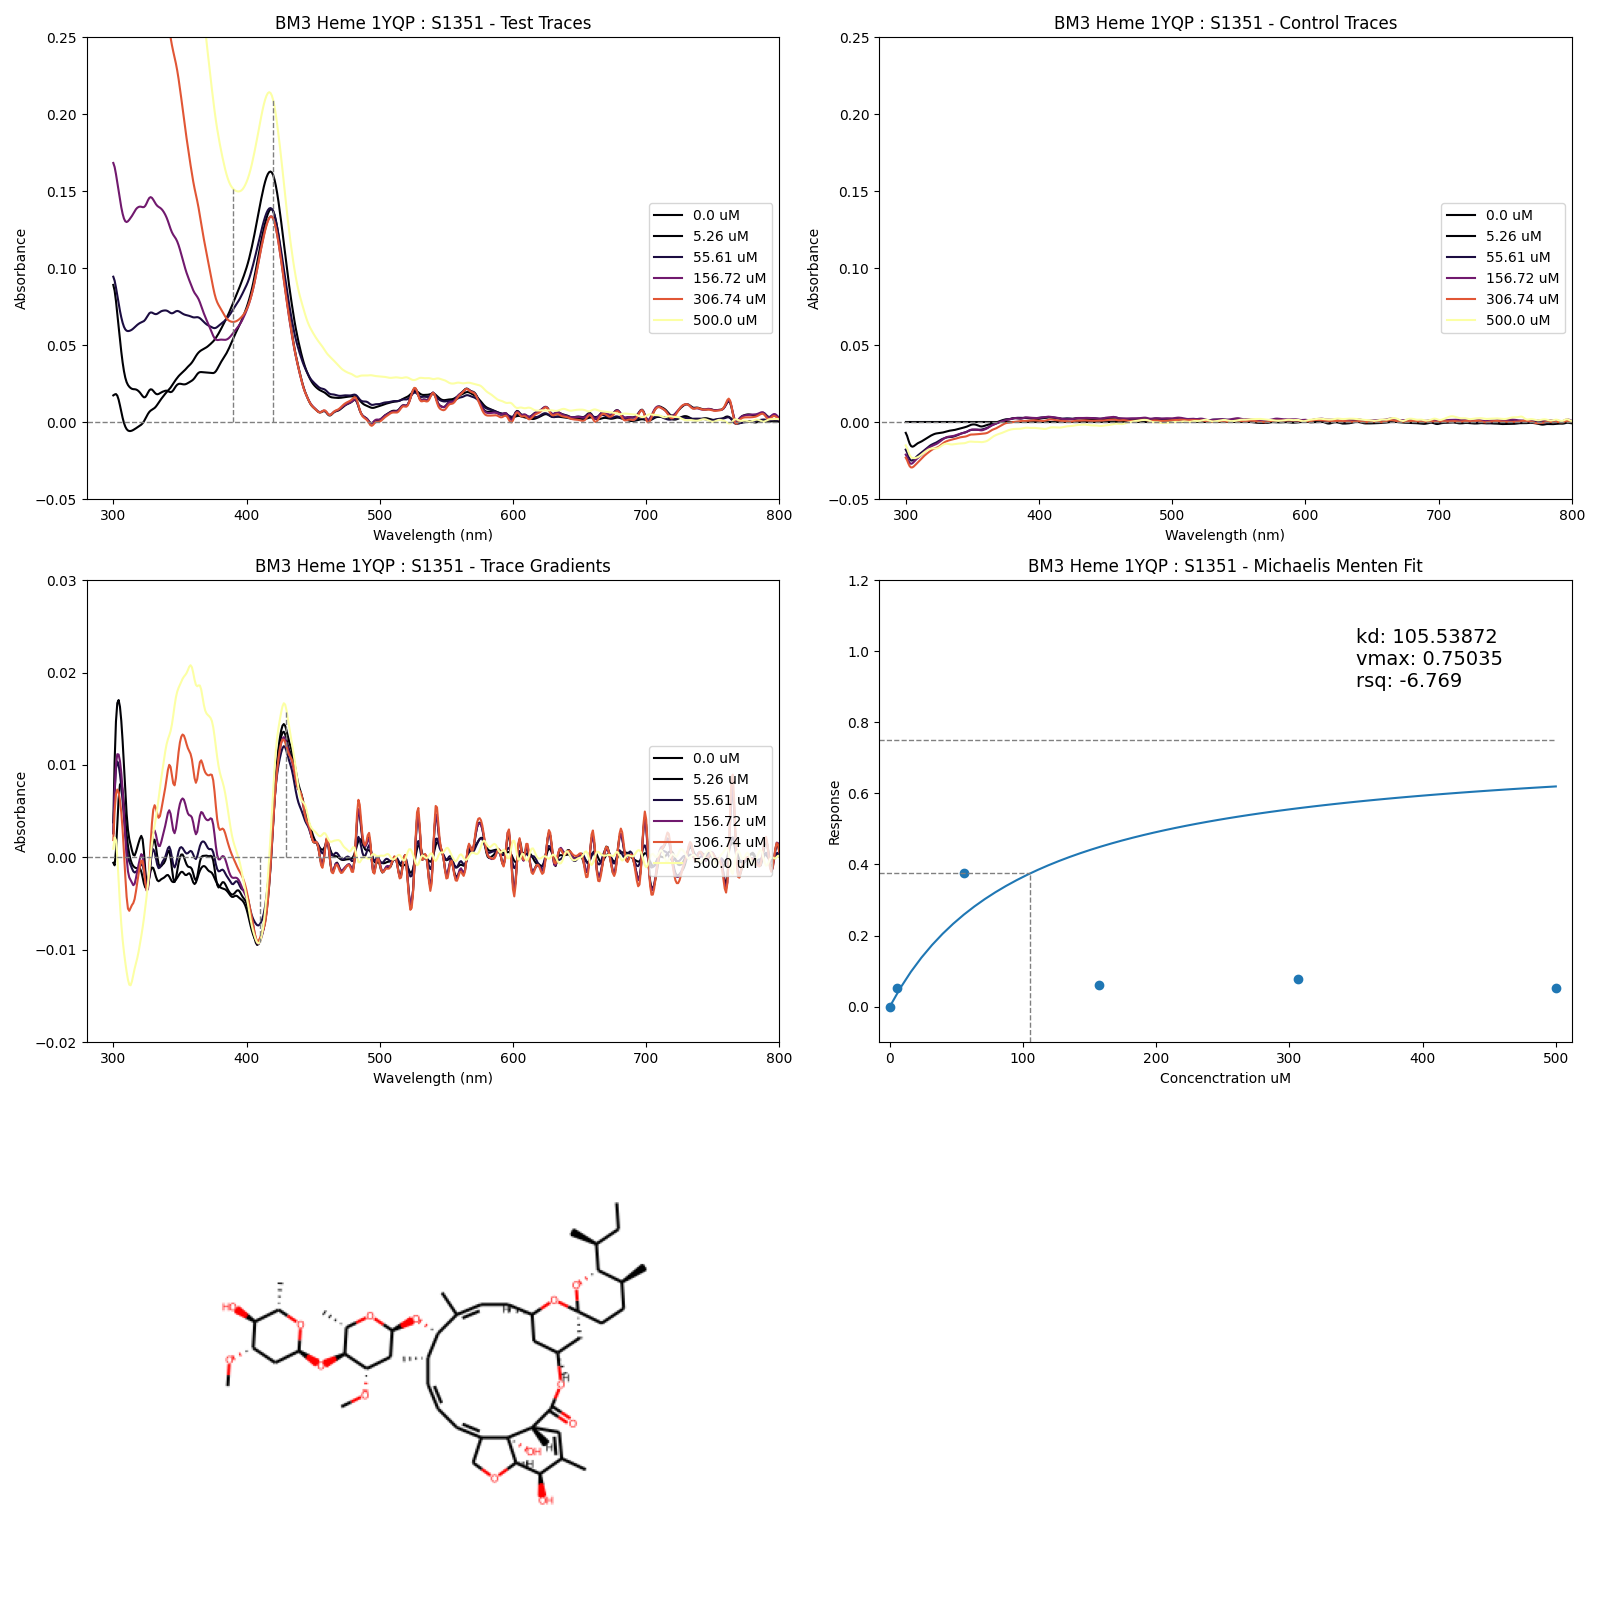 BM3 Heme 1YQP : S1351 - Test Traces
0.25
0.20
0.15
0.10
0.05
0.00
−0.05
Absorbance
300 400 500 600 700 800
Wavelength (nm)
0.0 uM
5.26 uM
55.61 uM
156.72 uM
306.74 uM
500.0 uM
BM3 Heme 1YQP : S1351 - Control Traces
0.25
0.20
0.15
0.10
0.05
0.00
−0.05
Absorbance
300 400 500 600 700 800
Wavelength (nm)
0.0 uM
5.26 uM
55.61 uM
156.72 uM
306.74 uM
500.0 uM
BM3 Heme 1YQP : S1351 - Trace Gradients
0.03
0.02
0.01
0.00
−0.01
−0.02
Absorbance
300 400 500 600 700 800
Wavelength (nm)
0.0 uM
5.26 uM
55.61 uM
156.72 uM
306.74 uM
500.0 uM
BM3 Heme 1YQP : S1351 - Michaelis Menten Fit
1.2
1.0
0.8
0.6
0.4
0.2
0.0
Response
0 100 200 300 400 500
Concenctration uM
kd: 105.53872
vmax: 0.75035
rsq: -6.769
O
O
H
HO
O
O
O
O
O
O
O
H
O
O
OH
H
H
O
OH